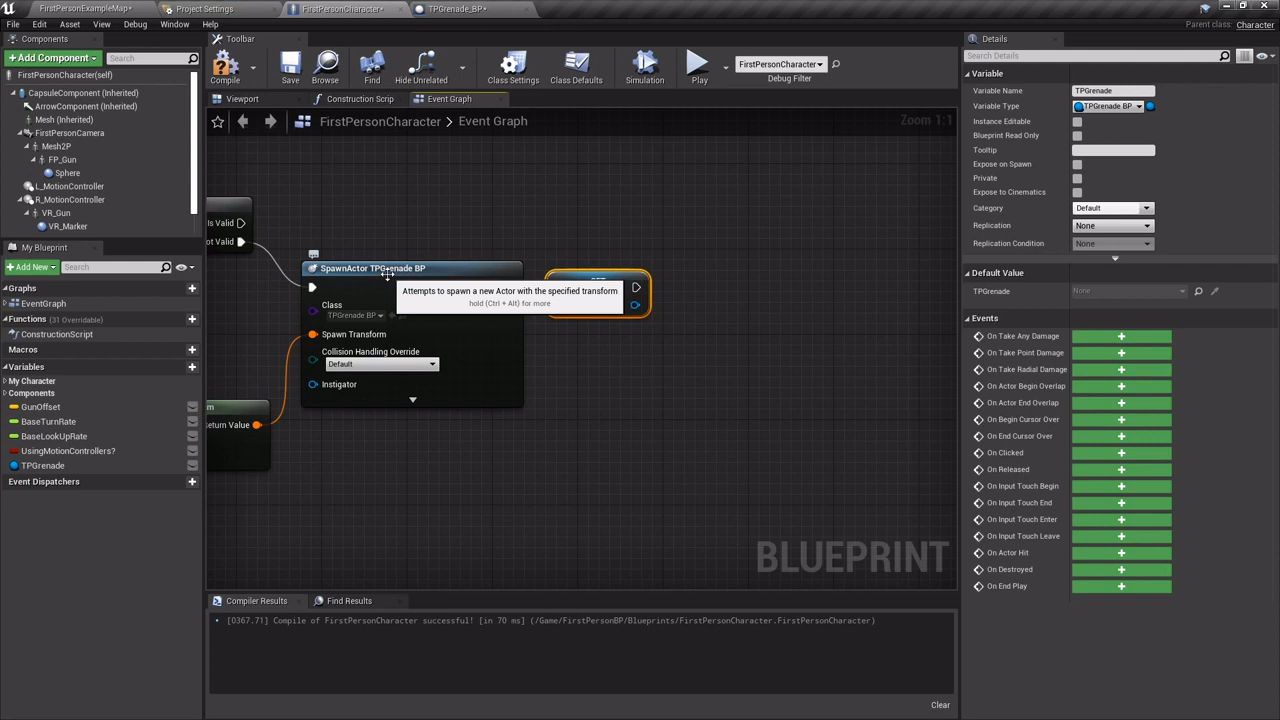 FirstPersonExampleMap*
Project Settings
FirstPersonCharacter*
TPGrenade_BP*
File
Edit
Asset
View
Debug
Window
Help
Parent class: Character
Components
+Add Component
Search
FirstPersonCharacter(self)
CapsuleComponent (Inherited)
ArrowComponent (Inherited)
Mesh (Inherited)
FirstPersonCamera
Mesh2P
FP_Gun
Sphere
L_MotionController
R_MotionController
VR_Gun
VR_Marker
My Blueprint
+Add New
Search
Graphs
EventGraph
Functions (31 Overridable)
ConstructionScript
Macros
Variables
My Character
Components
GunOffset
BaseTurnRate
BaseLookUpRate
UsingMotionControllers?
TPGrenade
Event Dispatchers
Toolbar
Compile
Save
Browse
Find
Hide Unrelated
Class Settings
Class Defaults
Simulation
Play
FirstPersonCharacter
Debug Filter
Viewport
Construction Scrip
Event Graph
FirstPersonCharacter > Event Graph
Zoom 1:1
Is Valid
ot Valid
SpawnActor TPGrenade BP
Class
TPGrenade BP
Spawn Transform
Collision Handling Override
Default
Instigator
Attempts to spawn a new Actor with the specified transform
hold (Ctrl + Alt) for more
eturn Value
BLUEPRINT
Compiler Results
Find Results
[0367.71] Compile of FirstPersonCharacter successful! [in 70 ms] (/Game/FirstPersonBP/Blueprints/FirstPersonCharacter.FirstPersonCharacter)
Clear
Details
Search Details
Variable
Variable Name
TPGrenade
Variable Type
TPGrenade BP
Instance Editable
Blueprint Read Only
Tooltip
Expose on Spawn
Private
Expose to Cinematics
Category
Default
Replication
None
Replication Condition
None
Default Value
TPGrenade
None
Events
On Take Any Damage
On Take Point Damage
On Take Radial Damage
On Actor Begin Overlap
On Actor End Overlap
On Begin Cursor Over
On End Cursor Over
On Clicked
On Released
On Input Touch Begin
On Input Touch End
On Input Touch Enter
On Input Touch Leave
On Actor Hit
On Destroyed
On End Play